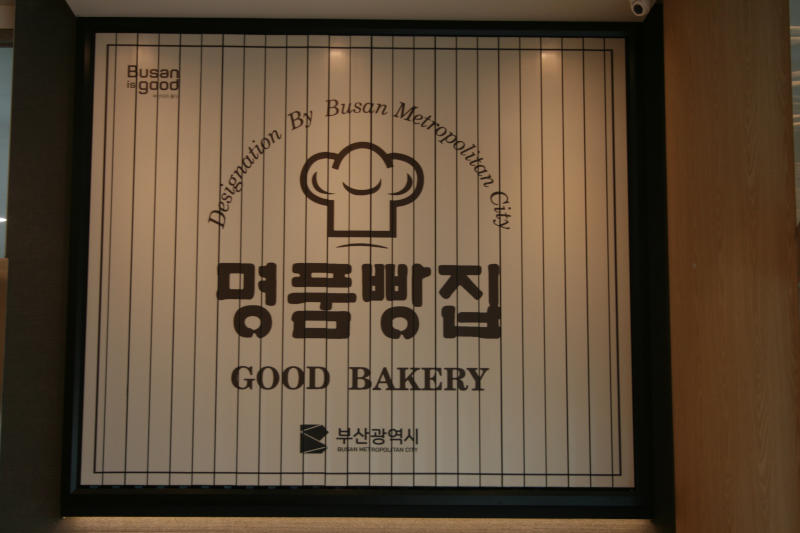 Busan
is good
Designation By Busan Metropolitan City
명품빵집
GOOD BAKERY
부산광역시
BUSAN METROPOLITAN CITY